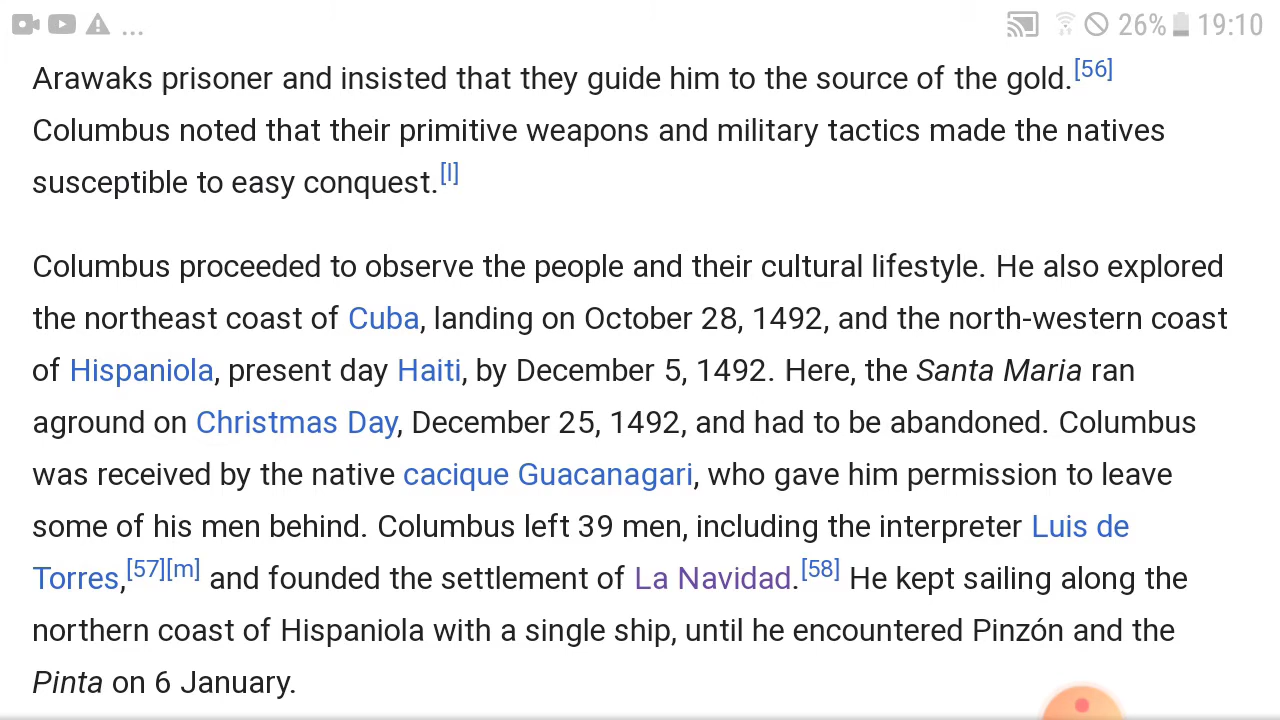 ... 26% 19:10
Arawaks prisoner and insisted that they guide him to the source of the gold.[56]
Columbus noted that their primitive weapons and military tactics made the natives
susceptible to easy conquest.[l]
Columbus proceeded to observe the people and their cultural lifestyle. He also explored
the northeast coast of Cuba, landing on October 28, 1492, and the north-western coast
of Hispaniola, present day Haiti, by December 5, 1492. Here, the Santa Maria ran
aground on Christmas Day, December 25, 1492, and had to be abandoned. Columbus
was received by the native cacique Guacanagari, who gave him permission to leave
some of his men behind. Columbus left 39 men, including the interpreter Luis de
Torres,[57][m] and founded the settlement of La Navidad.[58] He kept sailing along the
northern coast of Hispaniola with a single ship, until he encountered Pinzón and the
Pinta on 6 January.